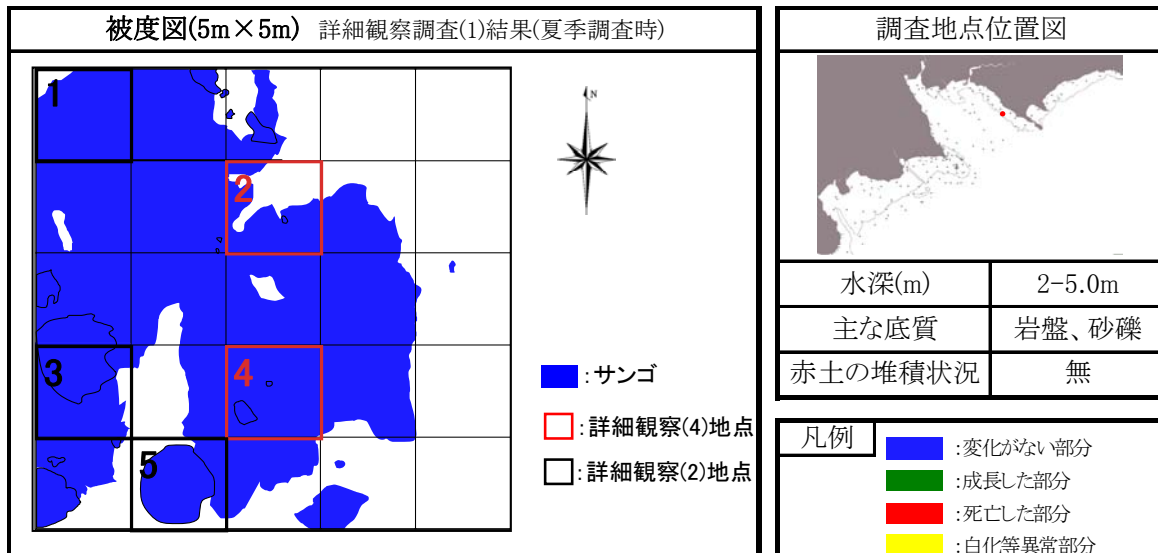 被度図(5m×5m) 詳細観察調査(1)結果(夏季調査時)
1
2
3
4
5
N
:サンゴ
:詳細観察(4)地点
:詳細観察(2)地点
調査地点位置図
水深(m) 2-5.0m
主な底質 岩盤、砂礫
赤土の堆積状況 無
凡例
:変化がない部分
:成長した部分
:死亡した部分
:白化等異常部分